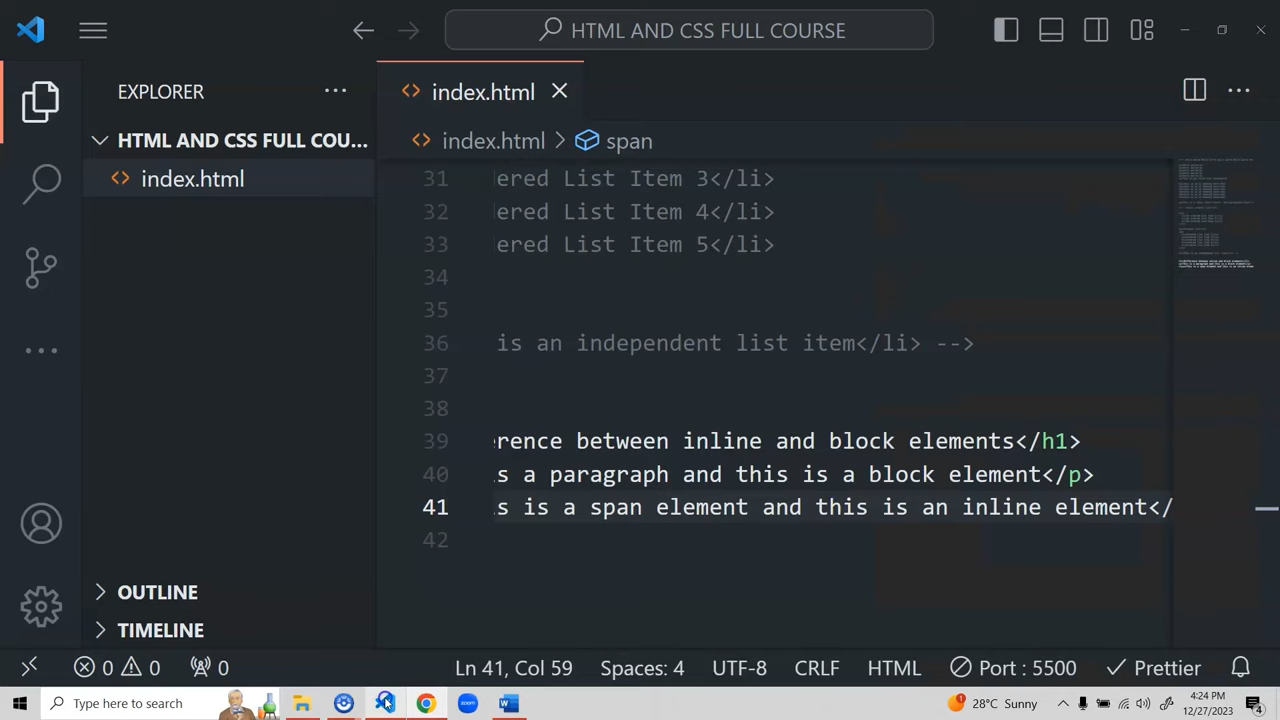 HTML AND CSS FULL COURSE
EXPLORER
index.html
HTML AND CSS FULL COU...
index.html > span
index.html
31 ered List Item 3</li>
32 ered List Item 4</li>
33 ered List Item 5</li>
34
35
36 is an independent list item</li> -->
37
38
39 rence between inline and block elements</h1>
40 s a paragraph and this is a block element</p>
41 s is a span element and this is an inline element</
42
OUTLINE
TIMELINE
0 0 0 Ln 41, Col 59 Spaces: 4 UTF-8 CRLF HTML Port : 5500 Prettier
Type here to search zoom W 28°C Sunny 4:24 PM
1 12/27/2023 4